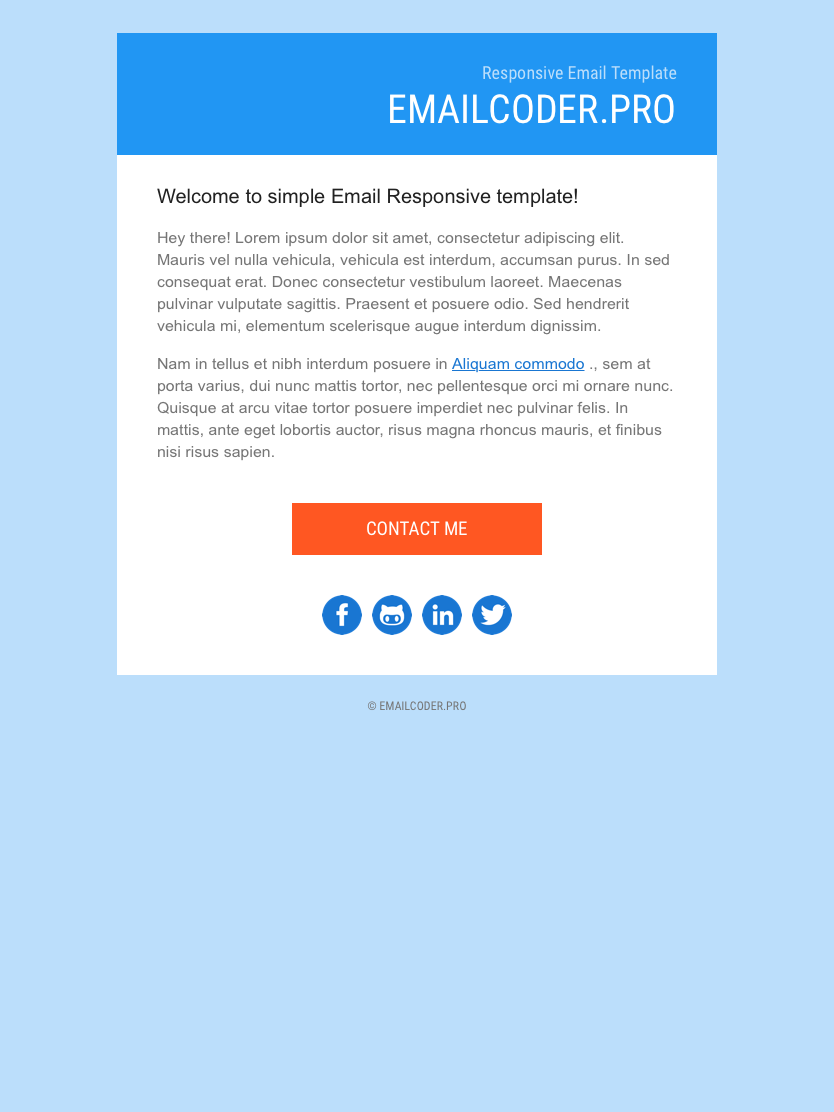 Responsive Email Template
EMAILCODER.PRO
Welcome to simple Email Responsive template!
Hey there! Lorem ipsum dolor sit amet, consectetur adipiscing elit.
Mauris vel nulla vehicula, vehicula est interdum, accumsan purus. In sed
consequat erat. Donec consectetur vestibulum laoreet. Maecenas
pulvinar vulputate sagittis. Praesent et posuere odio. Sed hendrerit
vehicula mi, elementum scelerisque augue interdum dignissim.
Nam in tellus et nibh interdum posuere in Aliquam commodo ., sem at
porta varius, dui nunc mattis tortor, nec pellentesque orci mi ornare nunc.
Quisque at arcu vitae tortor posuere imperdiet nec pulvinar felis. In
mattis, ante eget lobortis auctor, risus magna rhoncus mauris, et finibus
nisi risus sapien.
CONTACT ME
© EMAILCODER.PRO